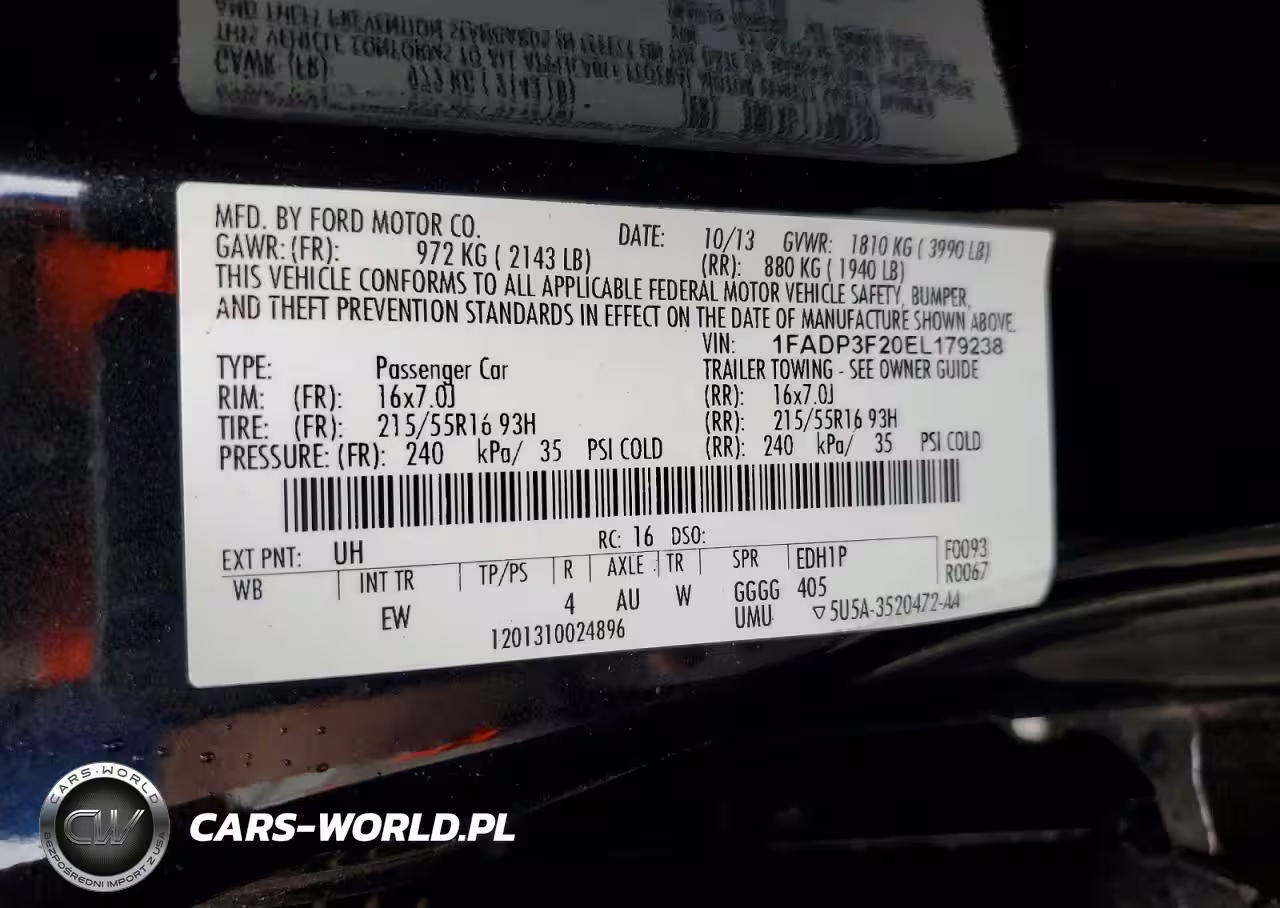 MFD. BY FORD MOTOR CO. DATE: 10/13 GVWR: 1810 KG ( 3990 LB)
GAWR: (FR): 972 KG ( 2143 LB) (RR): 880 KG ( 1940 LB)
THIS VEHICLE CONFORMS TO ALL APPLICABLE FEDERAL MOTOR VEHICLE SAFETY, BUMPER,
AND THEFT PREVENTION STANDARDS IN EFFECT ON THE DATE OF MANUFACTURE SHOWN ABOVE.
VIN: 1FADP3F20EL179238
TYPE: Passenger Car TRAILER TOWING - SEE OWNER GUIDE
RIM: (FR): 16x7.0J (RR): 16x7.0J
TIRE: (FR): 215/55R16 93H (RR): 215/55R16 93H
PRESSURE: (FR): 240 kPa/ 35 PSI COLD (RR): 240 kPa/ 35 PSI COLD
EXT PNT: UH RC: 16 DSO:
WB INT TR TP/PS R AXLE TR SPR EDH1P F0093
EW 4 AU W GGGG 405 R0067
UMU ▽5U5A-3520472-AA
1201310024896
CARS-WORLD
CW
BEZPOŚREDNI IMPORT Z USA
CARS-WORLD.PL